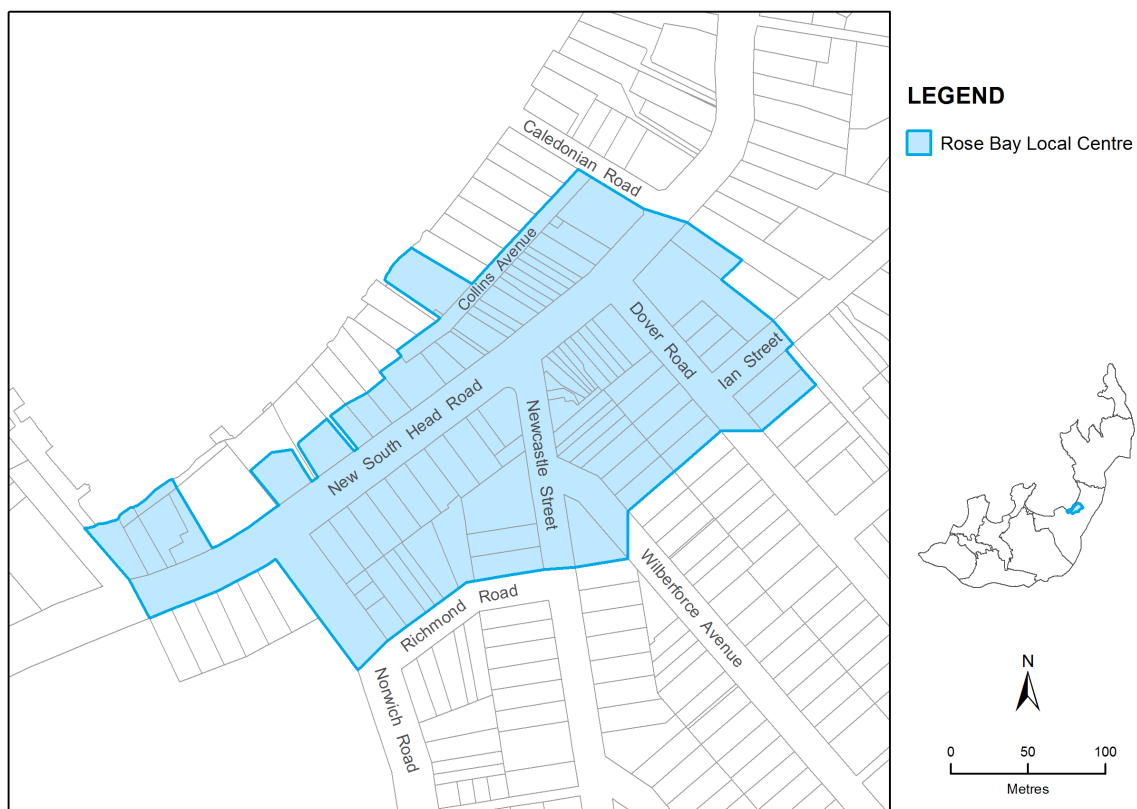 LEGEND
Rose Bay Local Centre
Caledonian Road
Collins Avenue
Dover Road
Ian Street
New South Head Road
Newcastle Street
Wilberforce Avenue
Richmond Road
Norwich Road
N
0 50 100
Metres